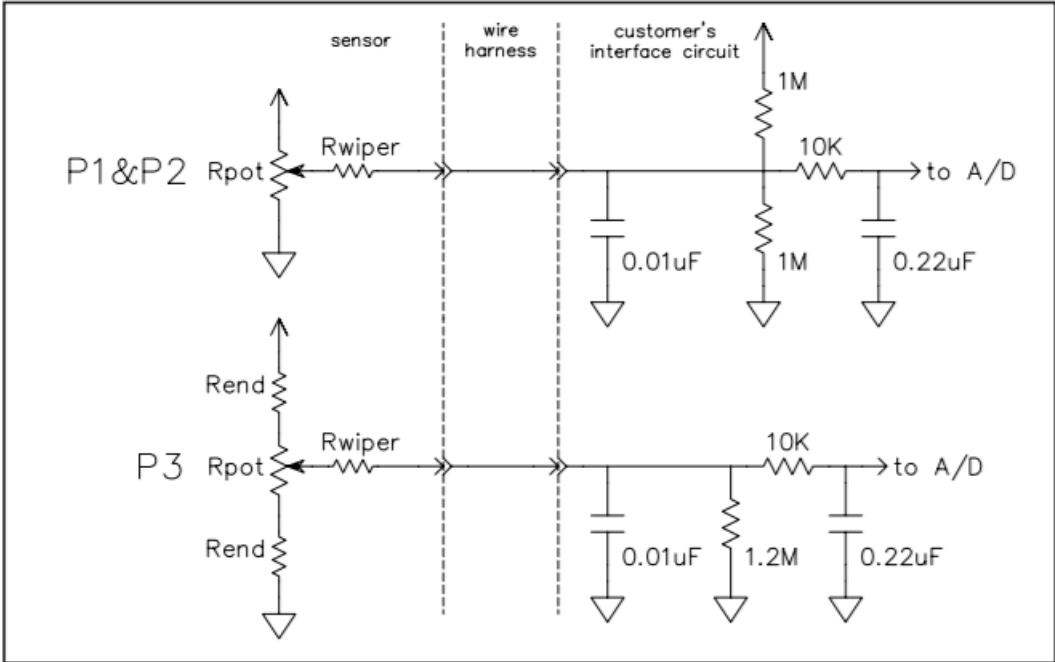 sensor
wire
harness
customer's
interface circuit
1M
P1&P2
Rpot
Rwiper
10K
to A/D
0.01uF
1M
0.22uF
Rend
P3
Rpot
Rwiper
10K
to A/D
Rend
0.01uF
1.2M
0.22uF